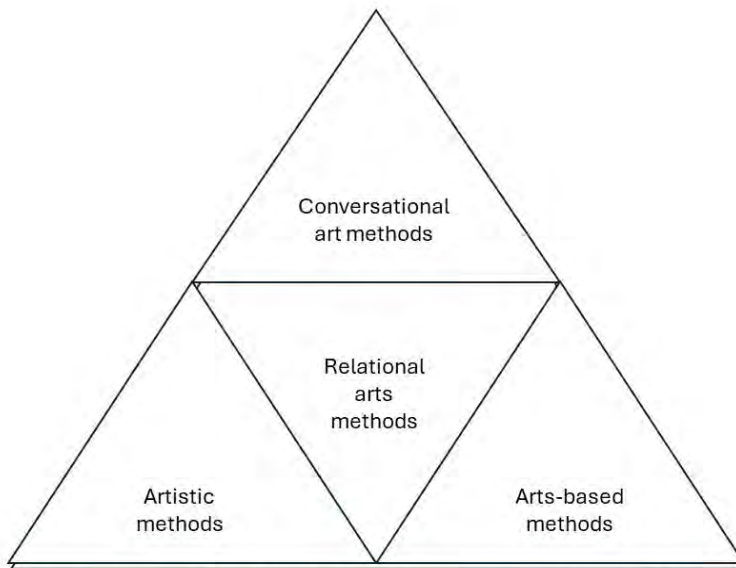 Conversational
art methods
Relational
arts
methods
Artistic
methods
Arts-based
methods